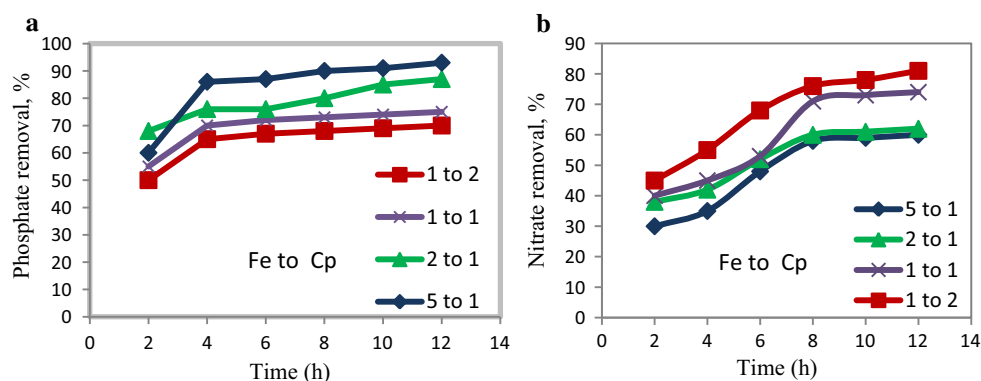 a
Phosphate removal, %
100
90
80
70
60
50
40
30
20
10
0
0 2 4 6 8 10 12 14
Time (h)
Fe to Cp
1 to 2
1 to 1
2 to 1
5 to 1
b
Nitrate removal, %
90
80
70
60
50
40
30
20
10
0
0 2 4 6 8 10 12 14
Time (h)
Fe to Cp
5 to 1
2 to 1
1 to 1
1 to 2